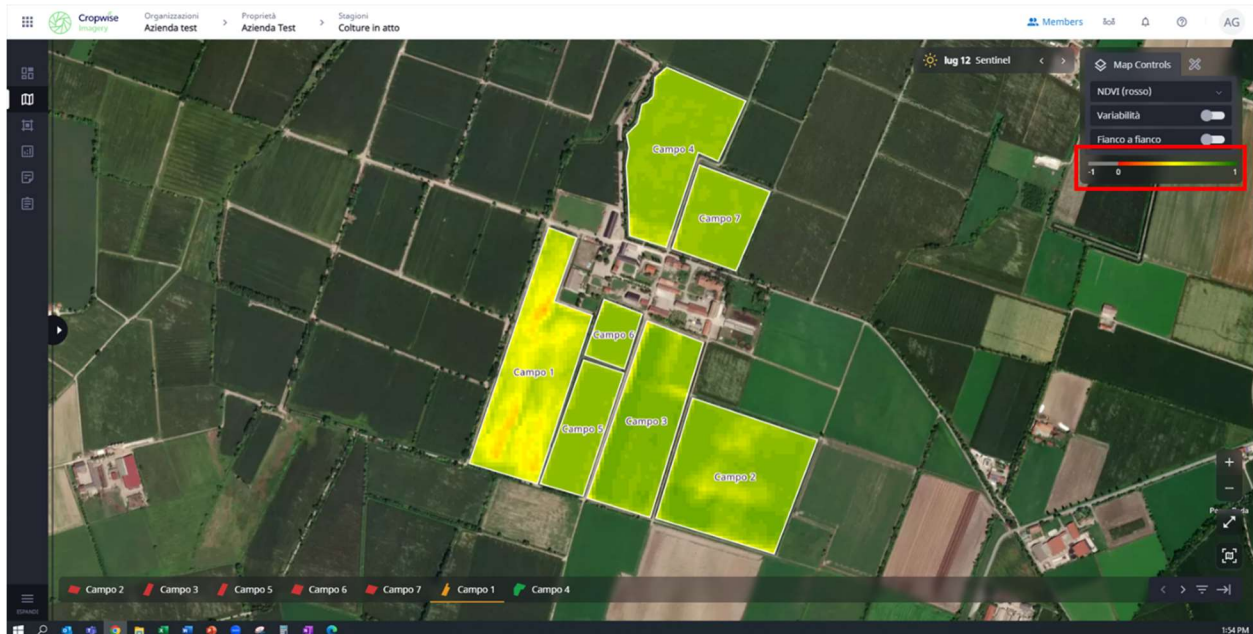 Cropwise
Imagery
Organizzazioni
Azienda test
Proprietà
Azienda Test
Stagioni
Colture in atto
Members
AG
lug 12 Sentinel
Map Controls
NDVI (rosso)
Variabilità
Fianco a fianco
-1 0 1
Campo 4
Campo 7
Campo 6
Campo 1
Campo 5
Campo 3
Campo 2
Campo 2 Campo 3 Campo 5 Campo 6 Campo 7 Campo 1 Campo 4
ESPANDI
1:54 PM